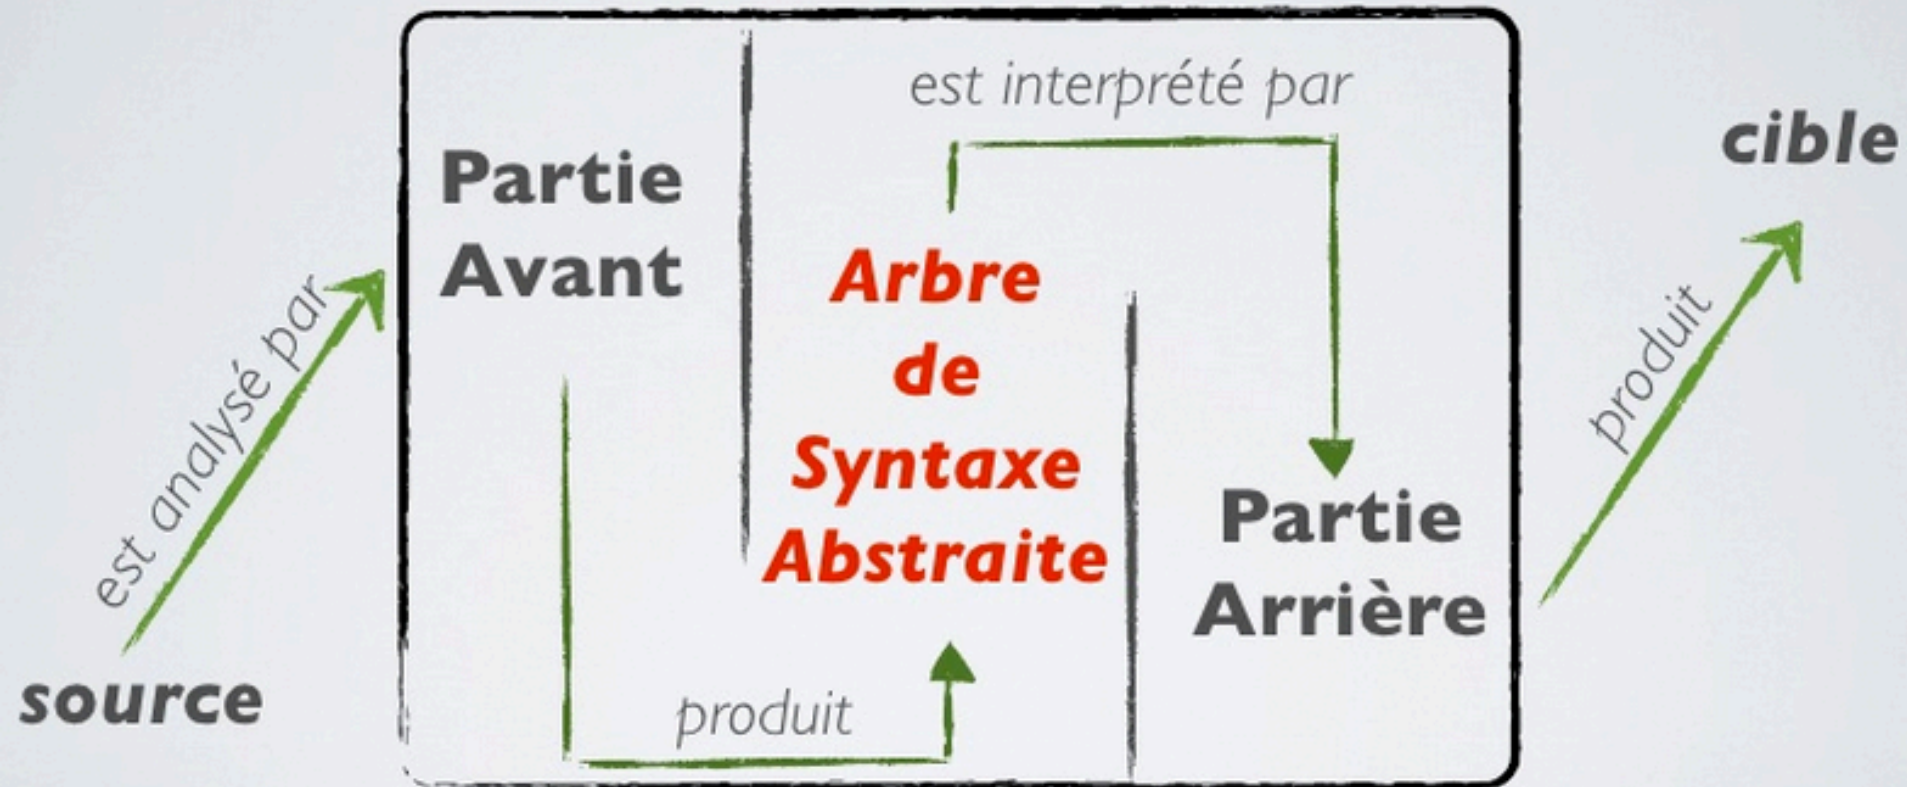 source
est analysé par
Partie
Avant
produit
Arbre
de
Syntaxe
Abstraite
est interprété par
Partie
Arrière
produit
cible